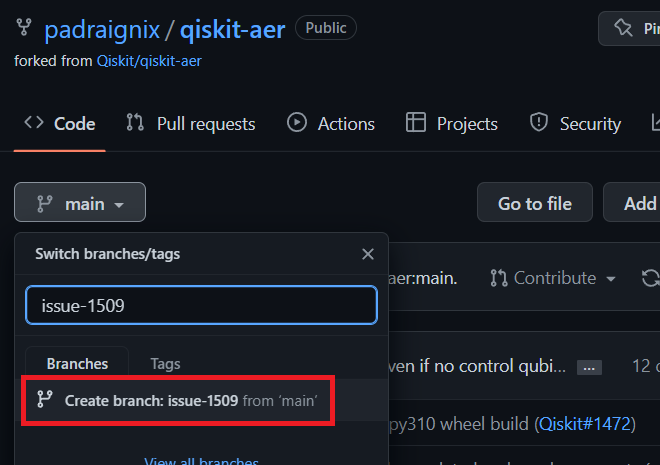 padraignix / qiskit-aer Public
forked from Qiskit/qiskit-aer
Code Pull requests Actions Projects Security
main Go to file Add
Switch branches/tags
aer:main. Contribute
issue-1509
Branches Tags
if no control qubi... ... 12
Create branch: issue-1509 from 'main'
py310 wheel build (Qiskit#1472)
View all branches